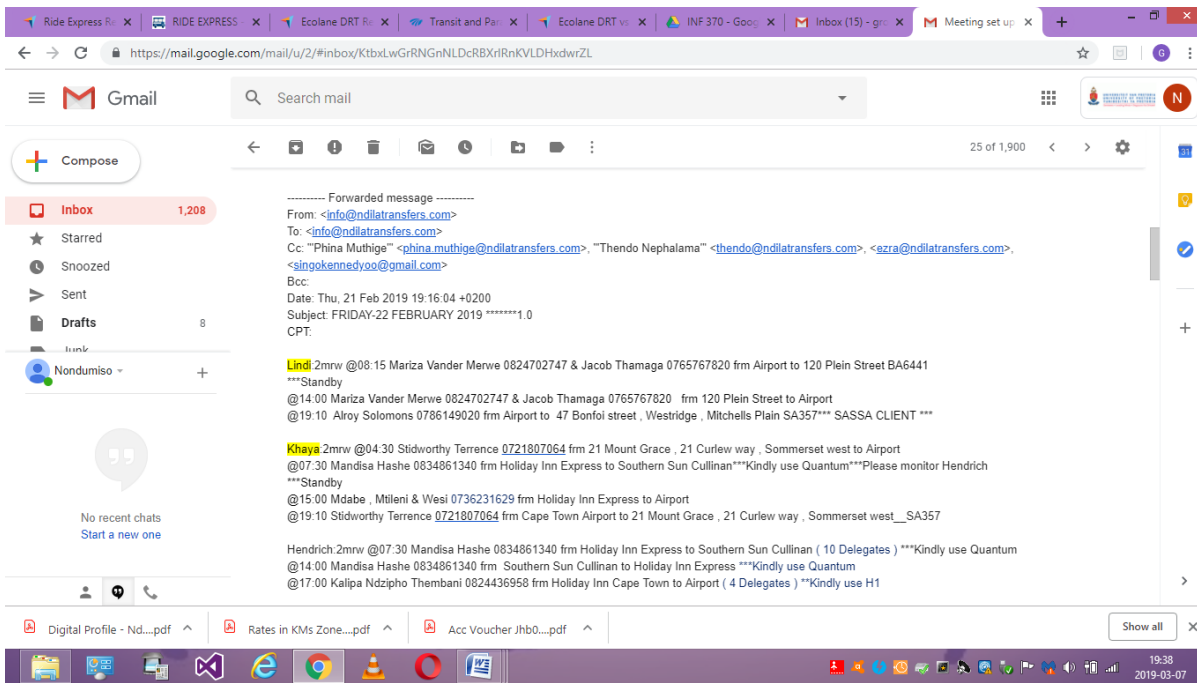 Ride Express Re
RIDE EXPRESS -
Ecolane DRT Re
Transit and Para
Ecolane DRT vs
INF 370 - Goog
Inbox (15) - gro
Meeting set up
https://mail.google.com/mail/u/2/#inbox/KtbxLwGrRNGnNLDcRBXrlRnKVLDHxdwrZL
G
Gmail
Search mail
N
Compose
25 of 1,900
31
Inbox 1,208
Starred
Snoozed
Sent
Drafts 8
Junk
Nondumiso
No recent chats
Start a new one
---------- Forwarded message ----------
From: <info@ndilatransfers.com>
To: <info@ndilatransfers.com>
Cc: "'Phina Muthige'" <phina.muthige@ndilatransfers.com>, "'Thendo Nephalama'" <thendo@ndilatransfers.com>, <ezra@ndilatransfers.com>,
<singokennedyoo@gmail.com>
Bcc:
Date: Thu, 21 Feb 2019 19:16:04 +0200
Subject: FRIDAY-22 FEBRUARY 2019 *******1.0
CPT:
Lindi:2mrw @08:15 Mariza Vander Merwe 0824702747 & Jacob Thamaga 0765767820 frm Airport to 120 Plein Street BA6441
***Standby
@14:00 Mariza Vander Merwe 0824702747 & Jacob Thamaga 0765767820 frm 120 Plein Street to Airport
@19:10 Alroy Solomons 0786149020 frm Airport to 47 Bonfoi street , Westridge , Mitchells Plain SA357*** SASSA CLIENT ***
Khaya:2mrw @04:30 Stidworthy Terrence 0721807064 frm 21 Mount Grace , 21 Curlew way , Sommerset west to Airport
@07:30 Mandisa Hashe 0834861340 frm Holiday Inn Express to Southern Sun Cullinan***Kindly use Quantum***Please monitor Hendrich
***Standby
@15:00 Mdabe , Mtileni & Wesi 0736231629 frm Holiday Inn Express to Airport
@19:10 Stidworthy Terrence 0721807064 frm Cape Town Airport to 21 Mount Grace , 21 Curlew way , Sommerset west__SA357
Hendrich:2mrw @07:30 Mandisa Hashe 0834861340 frm Holiday Inn Express to Southern Sun Cullinan ( 10 Delegates ) ***Kindly use Quantum
@14:00 Mandisa Hashe 0834861340 frm Southern Sun Cullinan to Holiday Inn Express ***Kindly use Quantum
@17:00 Kalipa Ndzipho Thembani 0824436958 frm Holiday Inn Cape Town to Airport ( 4 Delegates ) **Kindly use H1
Digital Profile - Nd....pdf
Rates in KMs Zone....pdf
Acc Voucher Jhb0....pdf
Show all
19:38
2019-03-07